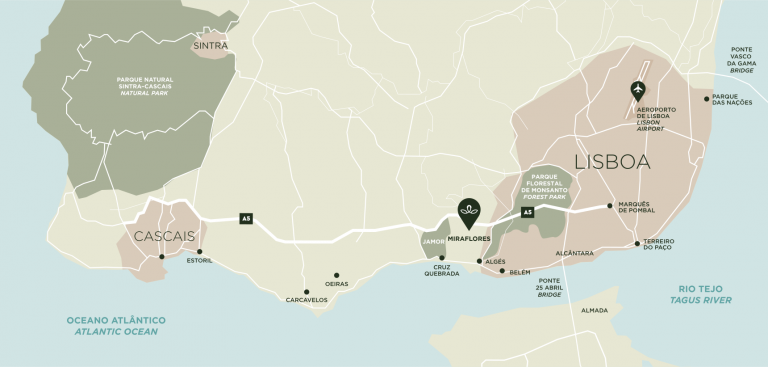 SINTRA
PARQUE NATURAL
SINTRA-CASCAIS
NATURAL PARK
PONTE
VASCO
DA GAMA
BRIDGE
PARQUE
DAS NAÇÕES
AEROPORTO
DE LISBOA
LISBON
AIRPORT
LISBOA
PARQUE
FLORESTAL
DE MONSANTO
FOREST PARK
MARQUÊS
DE POMBAL
A5
A5
CASCAIS
ESTORIL
JAMOR
MIRAFLORES
TERREIRO
DO PAÇO
ALCÂNTARA
ALGÉS
BELÉM
CRUZ
QUEBRADA
OEIRAS
CARCAVELOS
PONTE
25 ABRIL
BRIDGE
ALMADA
RIO TEJO
TAGUS RIVER
OCEANO ATLÂNTICO
ATLANTIC OCEAN